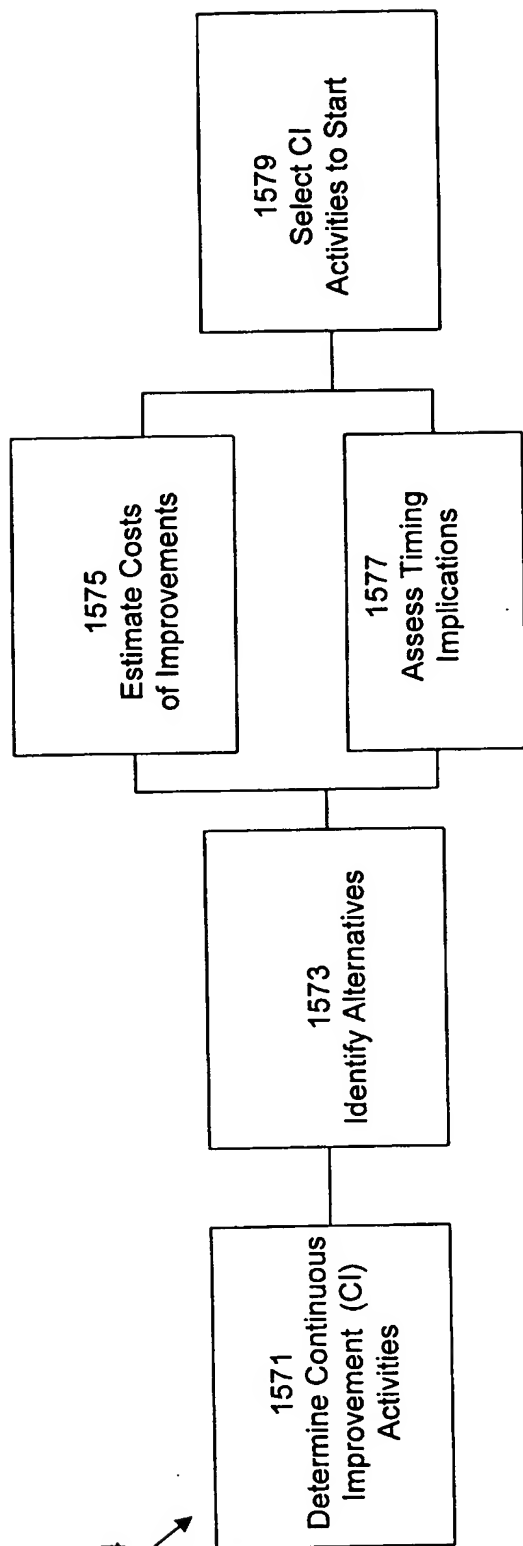 1571
Determine Continuous
Improvement (CI)
Activities
1573
Identify Alternatives
1575
Estimate Costs
of Improvements
1577
Assess Timing
Implications
1579
Select CI
Activities to Start